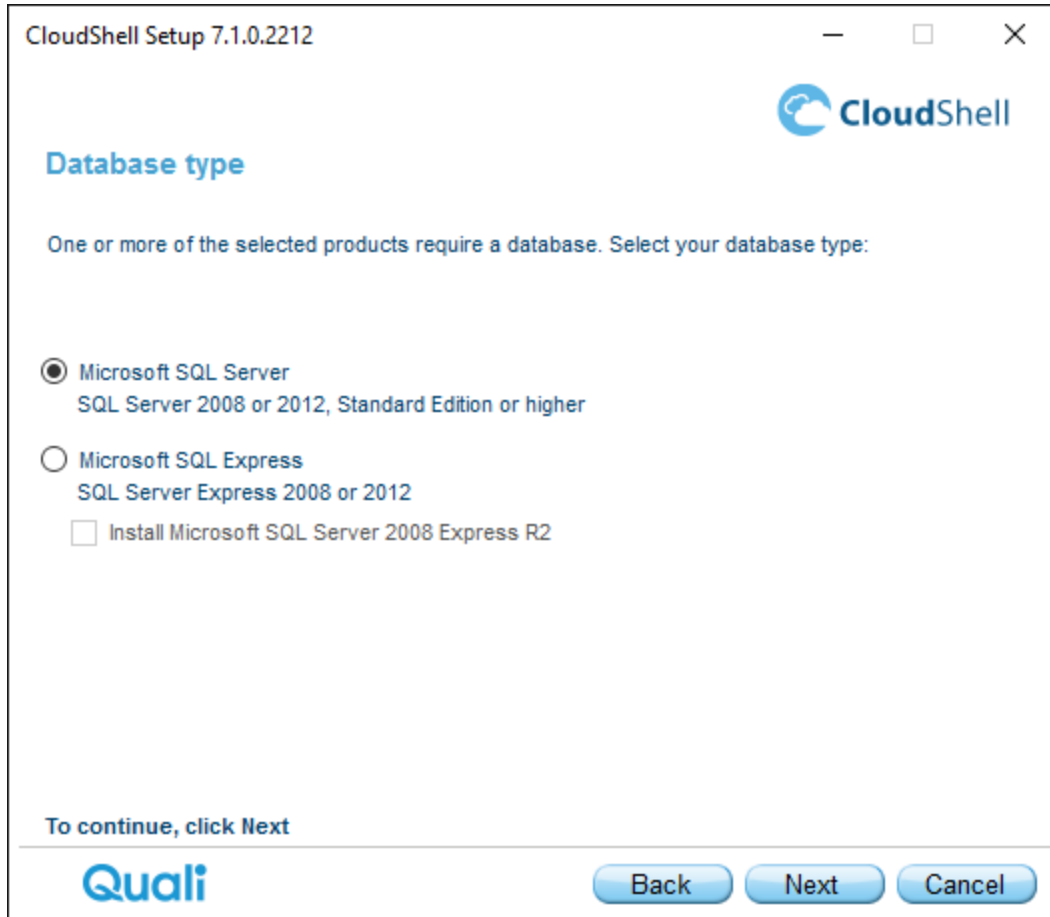 CloudShell Setup 7.1.0.2212
CloudShell
Database type
One or more of the selected products require a database. Select your database type:
Microsoft SQL Server
SQL Server 2008 or 2012, Standard Edition or higher
Microsoft SQL Express
SQL Server Express 2008 or 2012
Install Microsoft SQL Server 2008 Express R2
To continue, click Next
Quali
Back
Next
Cancel